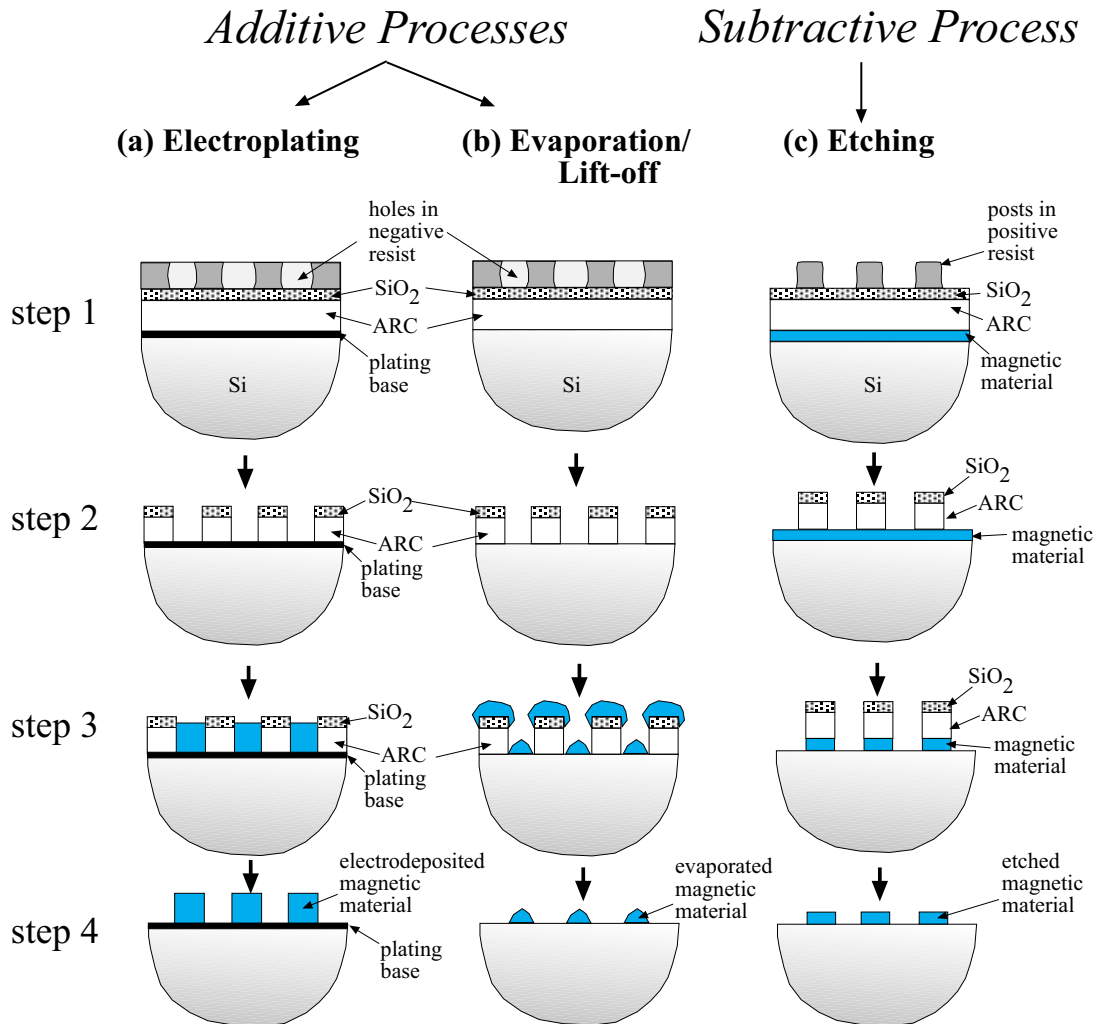 Additive Processes
Subtractive Process
(a) Electroplating
(b) Evaporation/
Lift-off
(c) Etching
step 1
holes in
negative
resist
SiO2
ARC
plating
base
Si
posts in
positive
resist
SiO2
ARC
magnetic
material
Si
step 2
SiO2
ARC
plating
base
SiO2
ARC
magnetic
material
step 3
SiO2
ARC
plating
base
SiO2
ARC
magnetic
material
step 4
electrodeposited
magnetic
material
plating
base
evaporated
magnetic
material
etched
magnetic
material